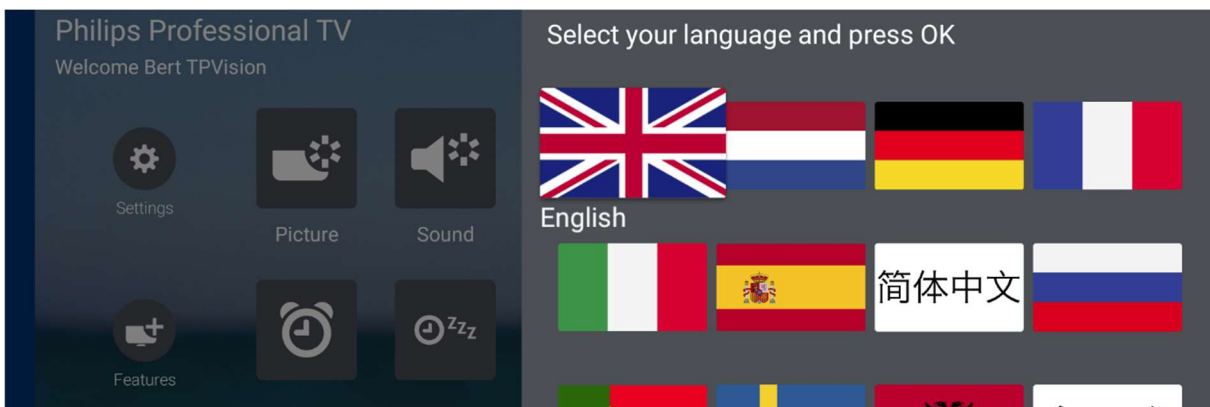 Philips Professional TV
Welcome Bert TPVision
Settings
Picture
Sound
zzz
Features
Select your language and press OK
English
简体中文